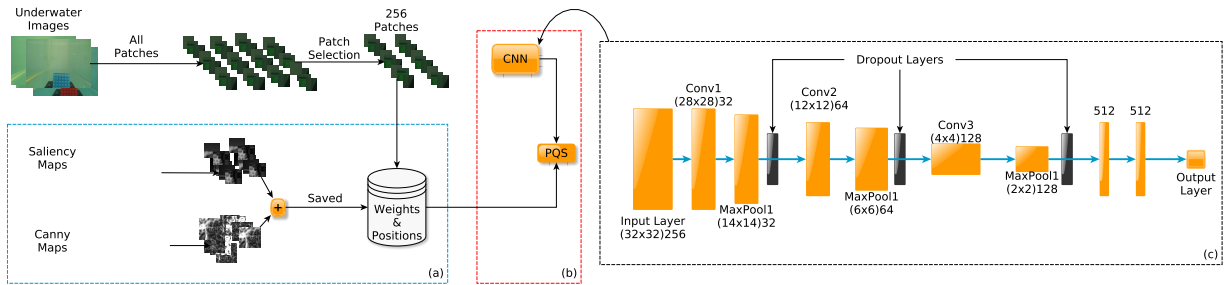 Underwater
Images
All
Patches
Patch
Selection
256
Patches
Saliency
Maps
Canny
Maps
+
Saved
Weights
&
Positions
(a)
CNN
PQS
(b)
Dropout Layers
Input Layer
(32x32)256
Conv1
(28x28)32
MaxPool1
(14x14)32
Conv2
(12x12)64
MaxPool1
(6x6)64
Conv3
(4x4)128
MaxPool1
(2x2)128
512
512
Output
Layer
(c)